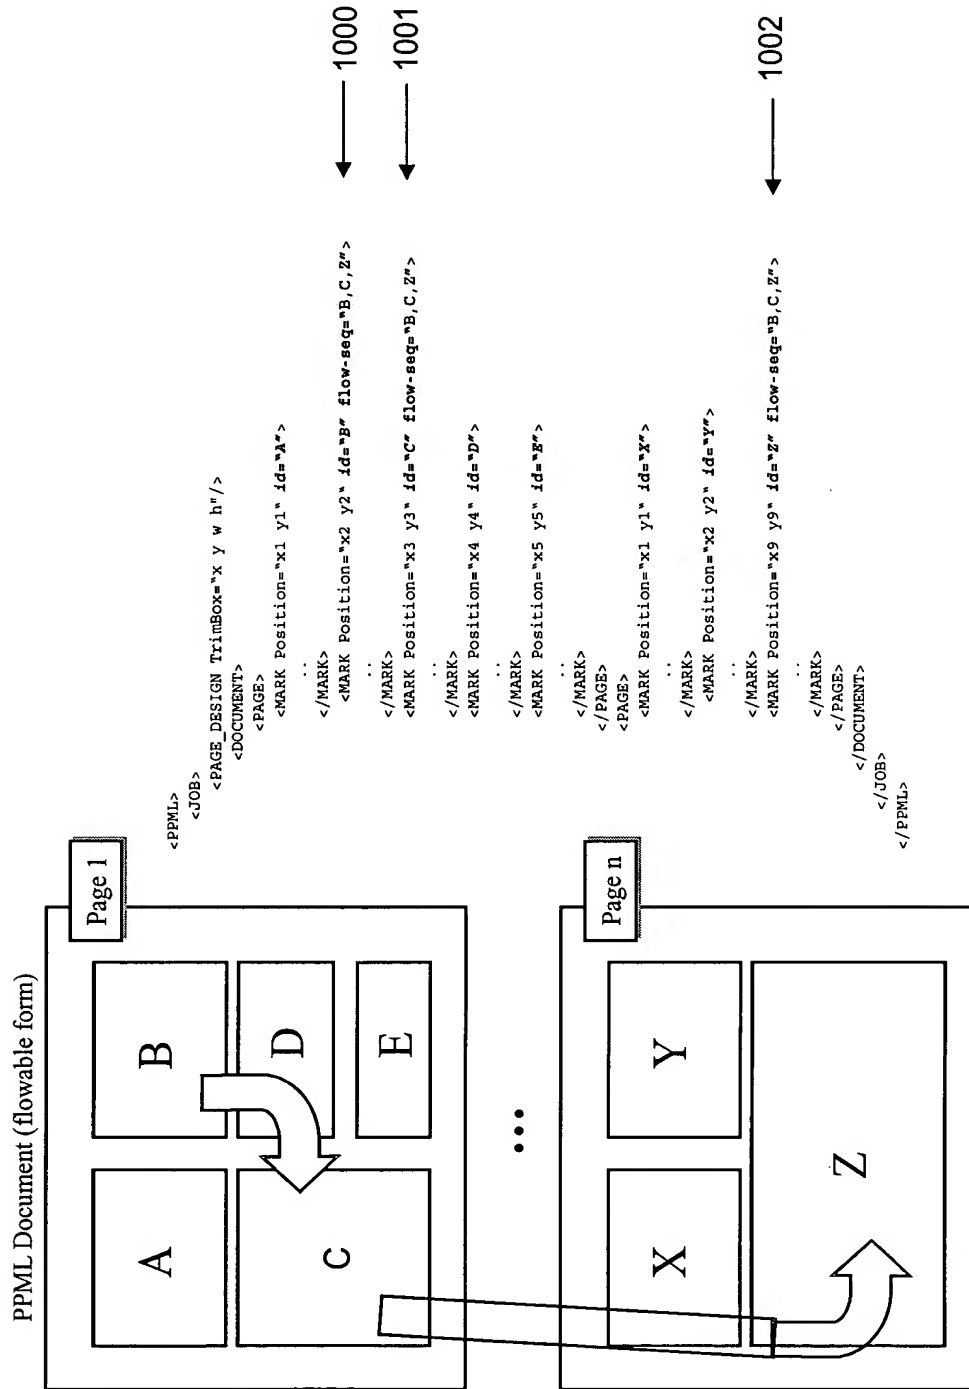 PPML Document (flowable form)
Page 1
A
B
C
D
E
...
Page n
X
Y
Z
<PPML>
<JOB>
<PAGE_DESIGN TrimBox="x y w h"/>
<DOCUMENT>
<PAGE>
<MARK Position="x1 y1" id="A">
..
</MARK>
<MARK Position="x2 y2" id="B" flow-seq="B,C,Z">
..
</MARK>
<MARK Position="x3 y3" id="C" flow-seq="B,C,Z">
..
</MARK>
<MARK Position="x4 y4" id="D">
..
</MARK>
<MARK Position="x5 y5" id="E">
..
</MARK>
</PAGE>
<PAGE>
<MARK Position="x1 y1" id="X">
..
</MARK>
<MARK Position="x2 y2" id="Y">
..
</MARK>
<MARK Position="x9 y9" id="Z" flow-seq="B,C,Z">
..
</MARK>
</PAGE>
</DOCUMENT>
</JOB>
</PPML>
1000
1001
1002